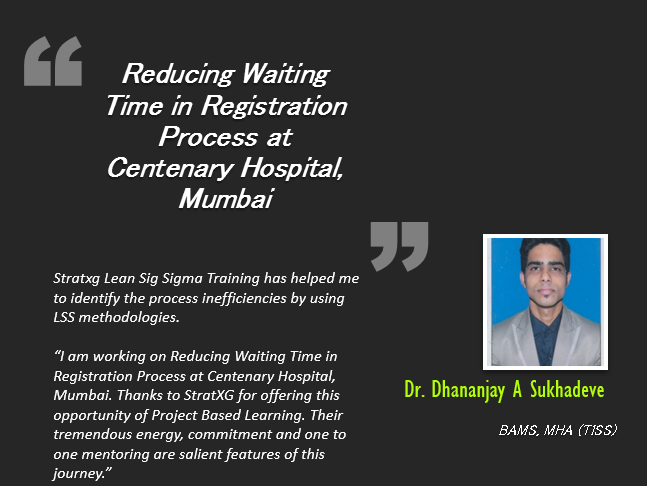 “
Reducing Waiting
Time in Registration
Process at
Centenary Hospital,
Mumbai
”
Stratxg Lean Sig Sigma Training has helped me
to identify the process inefficiencies by using
LSS methodologies.
“I am working on Reducing Waiting Time in
Registration Process at Centenary Hospital,
Mumbai. Thanks to StratXG for offering this
opportunity of Project Based Learning. Their
tremendous energy, commitment and one to
one mentoring are salient features of this
journey.”
Dr. Dhananjay A Sukhadeve
BAMS, MHA (TISS)